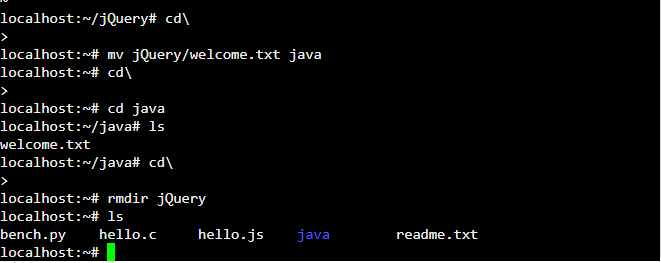 localhost:~/jQuery# cd\
>
localhost:~# mv jQuery/welcome.txt java
localhost:~# cd\
>
localhost:~# cd java
localhost:~/java# ls
welcome.txt
localhost:~/java# cd\
>
localhost:~# rmdir jQuery
localhost:~# ls
bench.py    hello.c     hello.js    java        readme.txt
localhost:~#